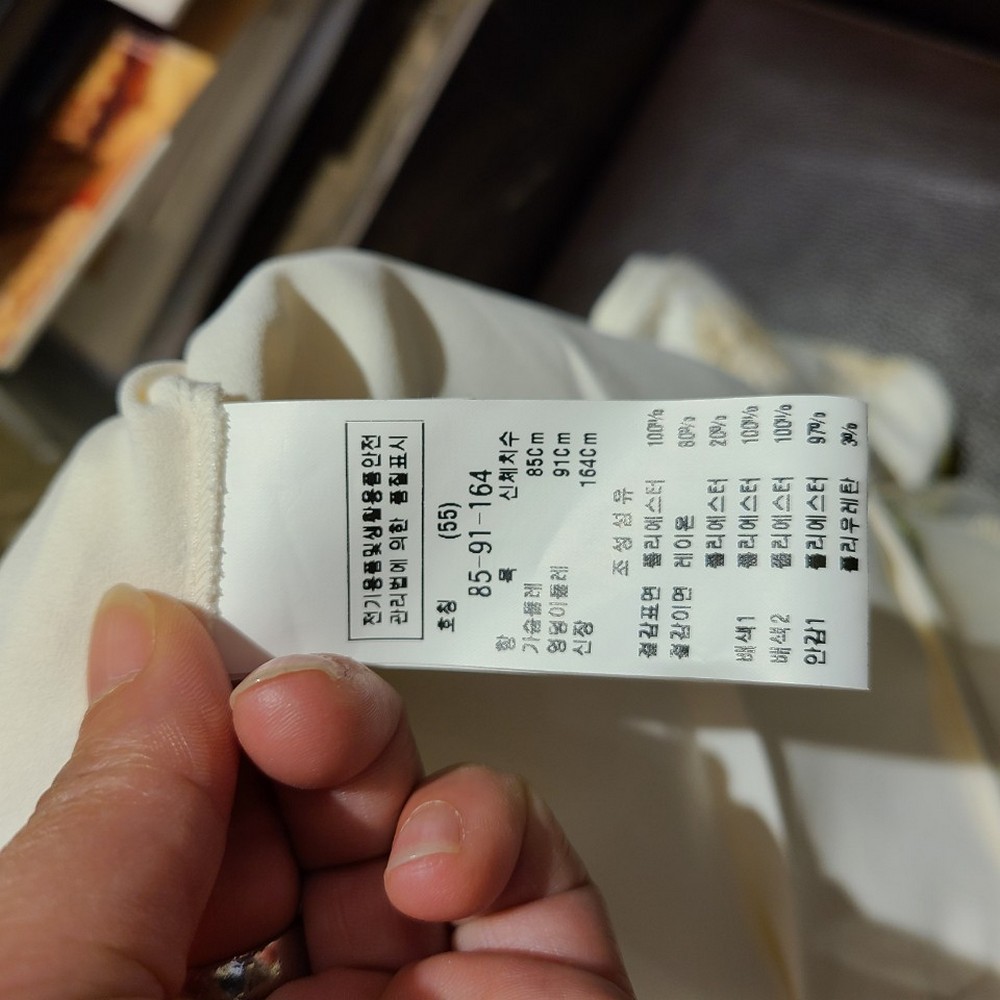 전기용품및생활용품안전
관리법에 의한 품질표시
호칭 (55)
85-91-164
항 목 신체치수
가슴둘레 85Cm
엉덩이둘레 91Cm
신장 164Cm
조 성 섬 유
겉감표면 폴리에스터 100%
겉감이면 레이온 80%
폴리에스터 20%
배색1 폴리에스터 100%
배색2 폴리에스터 100%
안감1 폴리에스터 97%
폴리우레탄 3%